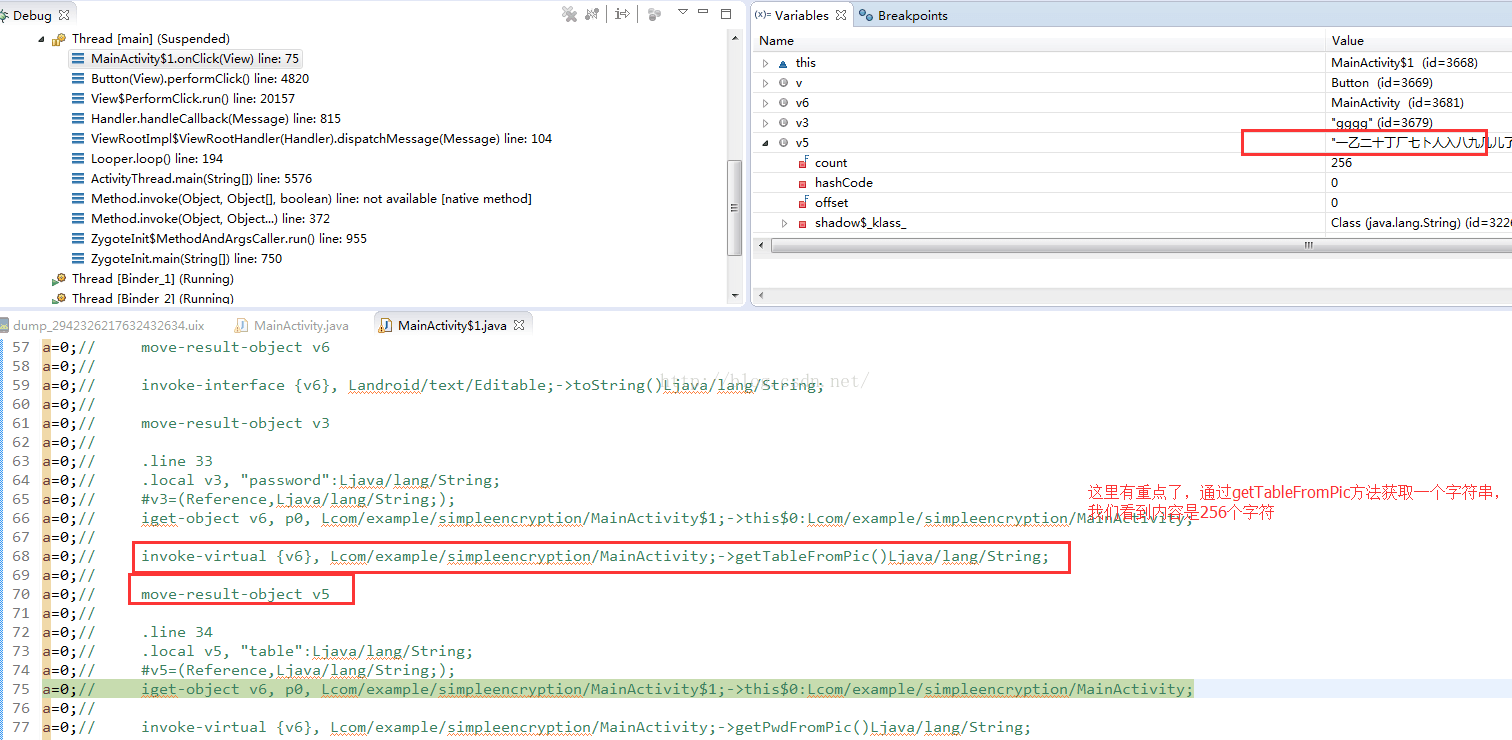 Debug
Thread [main] (Suspended)
MainActivity$1.onClick(View) line: 75
Button(View).performClick() line: 4820
View$PerformClick.run() line: 20157
Handler.handleCallback(Message) line: 815
ViewRootImpl$ViewRootHandler(Handler).dispatchMessage(Message) line: 104
Looper.loop() line: 194
ActivityThread.main(String[]) line: 5576
Method.invoke(Object, Object[], boolean) line: not available [native method]
Method.invoke(Object, Object...) line: 372
ZygoteInit$MethodAndArgsCaller.run() line: 955
ZygoteInit.main(String[]) line: 750
Thread [Binder_1] (Running)
Thread [Binder_2] (Running)
(x)= Variables Breakpoints
Name Value
this MainActivity$1 (id=3668)
v Button (id=3669)
v6 MainActivity (id=3681)
v3 "gggg" (id=3679)
v5 "一乙二十丁厂七卜人入八九几儿了
count 256
hashCode 0
offset 0
shadow$_klass_ Class (java.lang.String) (id=322
dump_2942326217632432634.uix MainActivity.java MainActivity$1.java
57 a=0;// move-result-object v6
58 a=0;//
59 a=0;// invoke-interface {v6}, Landroid/text/Editable;->toString()Ljava/lang/String;
http://blog.csdn.net/
60 a=0;//
61 a=0;// move-result-object v3
62 a=0;//
63 a=0;// .line 33
64 a=0;// .local v3, "password":Ljava/lang/String;
65 a=0;// #v3=(Reference,Ljava/lang/String;);
66 a=0;// iget-object v6, p0, Lcom/example/simpleencryption/MainActivity$1;->this$0:Lcom/example/simpleencryption/MainActivity;
67 a=0;//
68 a=0;// invoke-virtual {v6}, Lcom/example/simpleencryption/MainActivity;->getTableFromPic()Ljava/lang/String;
69 a=0;//
70 a=0;// move-result-object v5
71 a=0;//
72 a=0;// .line 34
73 a=0;// .local v5, "table":Ljava/lang/String;
74 a=0;// #v5=(Reference,Ljava/lang/String;);
75 a=0;// iget-object v6, p0, Lcom/example/simpleencryption/MainActivity$1;->this$0:Lcom/example/simpleencryption/MainActivity;
76 a=0;//
77 a=0;// invoke-virtual {v6}, Lcom/example/simpleencryption/MainActivity;->getPwdFromPic()Ljava/lang/String;
这里有重点了，通过getTableFromPic方法获取一个字符串，
我们看到内容是256个字符